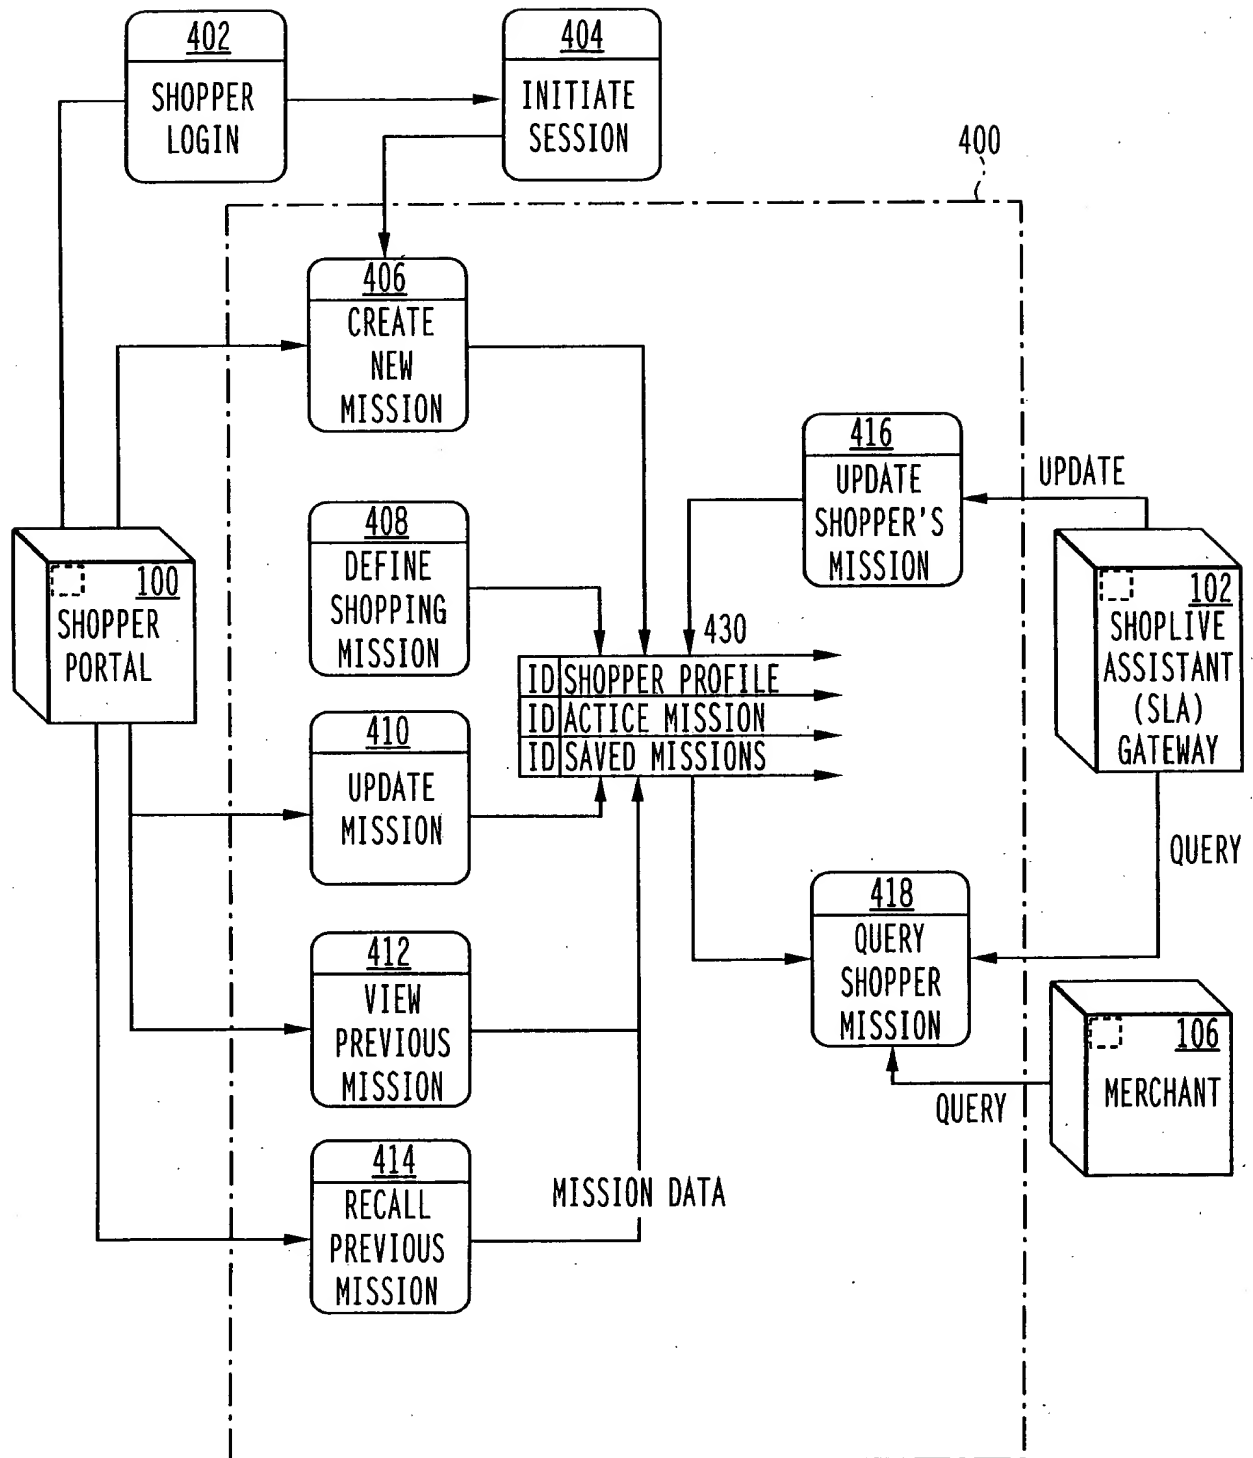 402
SHOPPER
LOGIN
404
INITIATE
SESSION
400
406
CREATE
NEW
MISSION
416
UPDATE
SHOPPER'S
MISSION
UPDATE
408
DEFINE
SHOPPING
MISSION
100
SHOPPER
PORTAL
102
SHOPLIVE
ASSISTANT
(SLA)
GATEWAY
430
ID SHOPPER PROFILE
ID ACTICE MISSION
ID SAVED MISSIONS
410
UPDATE
MISSION
QUERY
418
QUERY
SHOPPER
MISSION
412
VIEW
PREVIOUS
MISSION
106
MERCHANT
QUERY
414
RECALL
PREVIOUS
MISSION
MISSION DATA